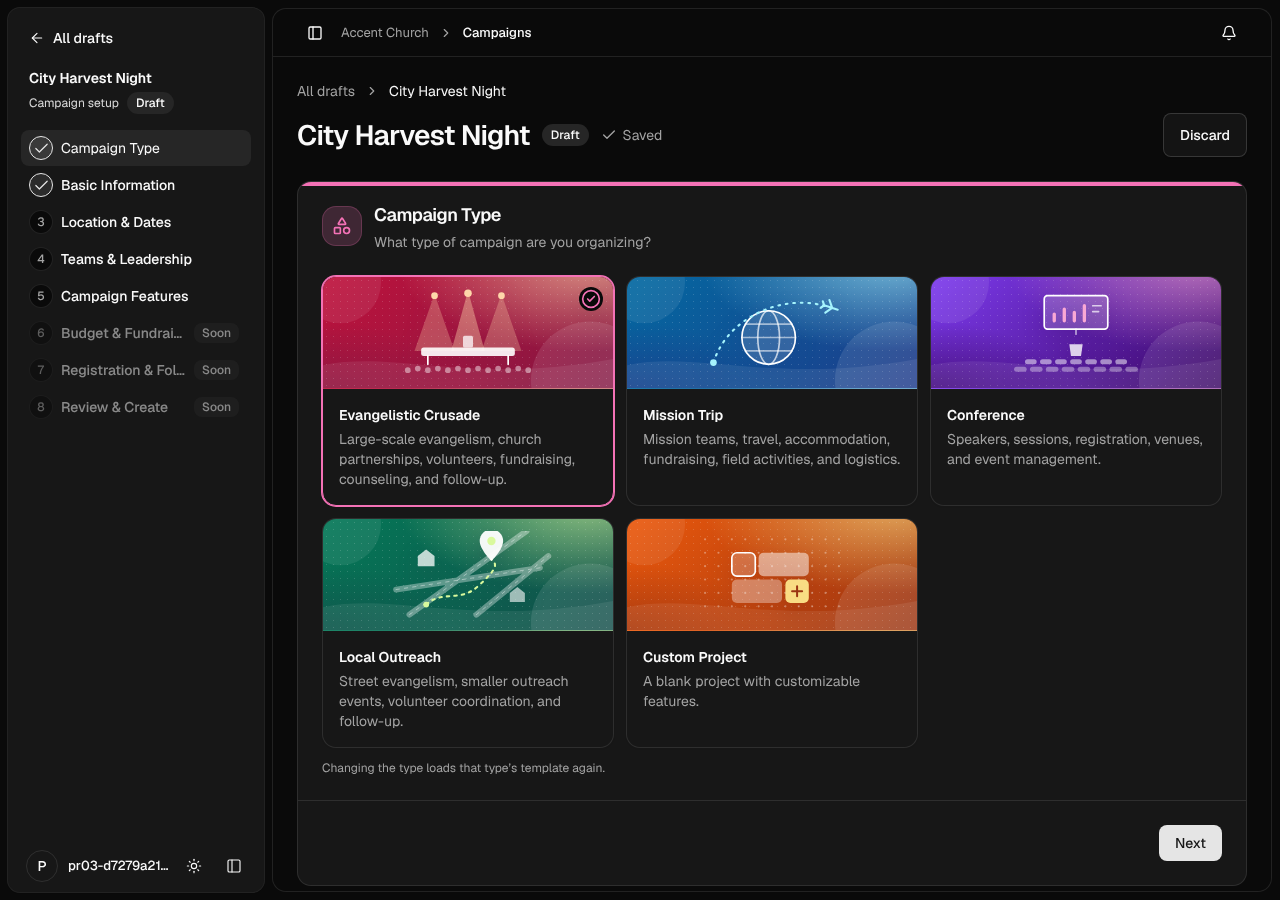 All drafts
City Harvest Night
Campaign setup Draft
Campaign Type
Basic Information
3 Location & Dates
4 Teams & Leadership
5 Campaign Features
6 Budget & Fundrai... Soon
7 Registration & Fol... Soon
8 Review & Create Soon
P pr03-d7279a21...
Accent Church > Campaigns
All drafts > City Harvest Night
City Harvest Night Draft Saved
Discard
Campaign Type
What type of campaign are you organizing?
Evangelistic Crusade
Large-scale evangelism, church
partnerships, volunteers, fundraising,
counseling, and follow-up.
Mission Trip
Mission teams, travel, accommodation,
fundraising, field activities, and logistics.
Conference
Speakers, sessions, registration, venues,
and event management.
Local Outreach
Street evangelism, smaller outreach
events, volunteer coordination, and
follow-up.
Custom Project
A blank project with customizable
features.
Changing the type loads that type's template again.
Next